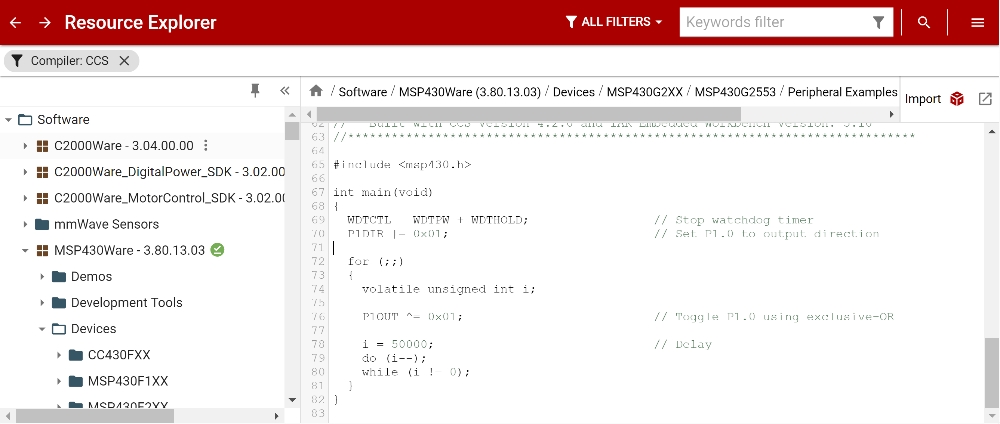 Resource Explorer
ALL FILTERS
Keywords filter
Compiler: CCS
/ Software / MSP430Ware (3.80.13.03) / Devices / MSP430G2XX / MSP430G2553 / Peripheral Examples
Import
Software
C2000Ware - 3.04.00.00
C2000Ware_DigitalPower_SDK - 3.02.00
C2000Ware_MotorControl_SDK - 3.02.00
mmWave Sensors
MSP430Ware - 3.80.13.03
Demos
Development Tools
Devices
CC430FXX
MSP430F1XX
MSP430F2XX
62 //   Built with CCS Version 4.2.0 and IAR Embedded Workbench Version: 5.10
63 //******************************************************************************
64
65 #include <msp430.h>
66
67 int main(void)
68 {
69   WDTCTL = WDTPW + WDTHOLD;                 // Stop watchdog timer
70   P1DIR |= 0x01;                            // Set P1.0 to output direction
71
72   for (;;)
73   {
74     volatile unsigned int i;
75
76     P1OUT ^= 0x01;                          // Toggle P1.0 using exclusive-OR
77
78     i = 50000;                              // Delay
79     do (i--);
80     while (i != 0);
81   }
82 }
83